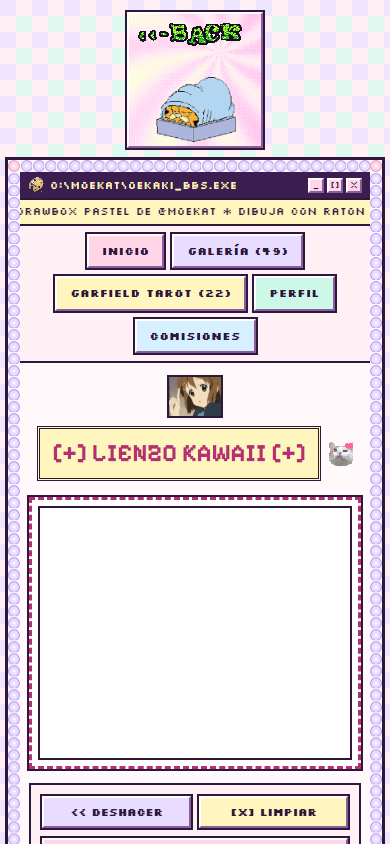 <<-BACK
C:\MOEKAT\OEKAKI_BBS.EXE
DRAWBOX PASTEL DE @MOEKAT * DIBUJA CON RATON
INICIO
GALERÍA (49)
GARFIELD TAROT (22)
PERFIL
COMISIONES
(+) LIENZO KAWAII (+)
<< DESHACER
[X] LIMPIAR